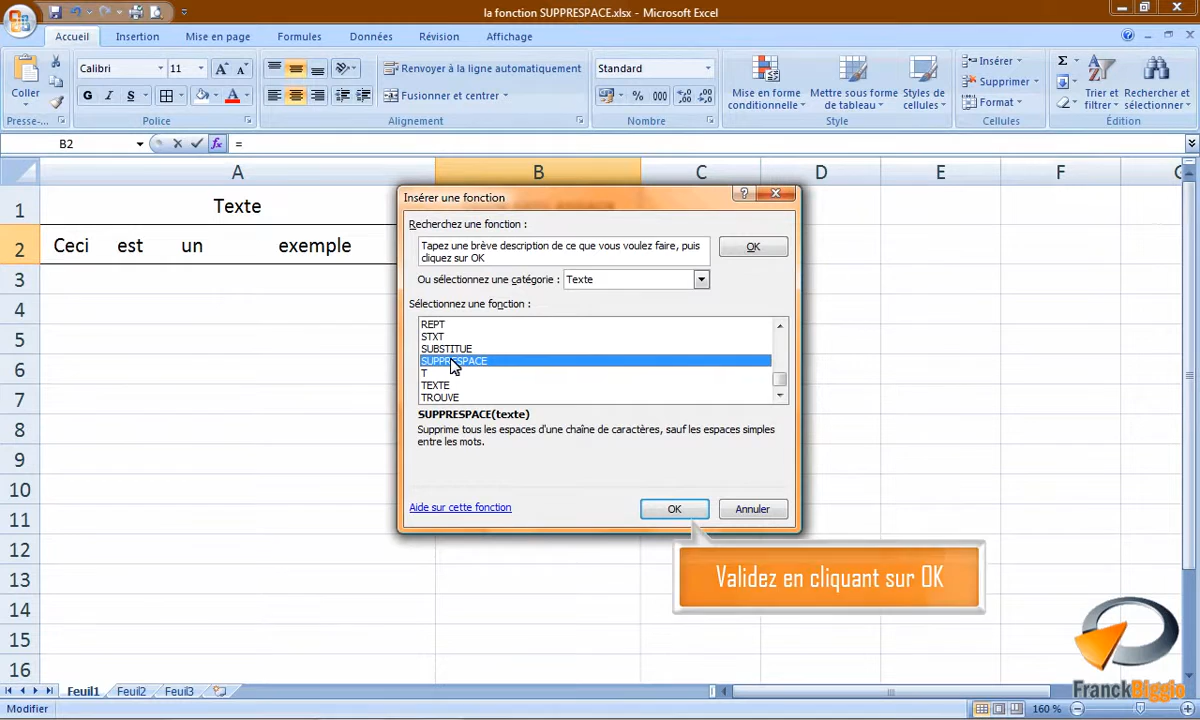 la fonction SUPPRESPACE.xlsx - Microsoft Excel
Accueil Insertion Mise en page Formules Données Révision Affichage
Coller
Calibri 11
G I S
Presse-... Police
Renvoyer à la ligne automatiquement
Fusionner et centrer
Alignement
Standard
% 000
Nombre
Mise en forme conditionnelle
Mettre sous forme de tableau
Styles de cellules
Style
Insérer
Supprimer
Format
Cellules
Σ
Trier et filtrer
Rechercher et sélectionner
Édition
B2 fx =
A B C D E F G
1 Texte
2 Ceci est un exemple
3
4
5
6
7
8
9
10
11
12
13
14
15
16
Insérer une fonction
Recherchez une fonction :
Tapez une brève description de ce que vous voulez faire, puis
cliquez sur OK
OK
Ou sélectionnez une catégorie : Texte
Sélectionnez une fonction :
REPT
STXT
SUBSTITUE
SUPPRESPACE
T
TEXTE
TROUVE
SUPPRESPACE(texte)
Supprime tous les espaces d'une chaîne de caractères, sauf les espaces simples
entre les mots.
Aide sur cette fonction
OK Annuler
Validez en cliquant sur OK
FranckBiggio
Feuil1 Feuil2 Feuil3
Modifier 160 %